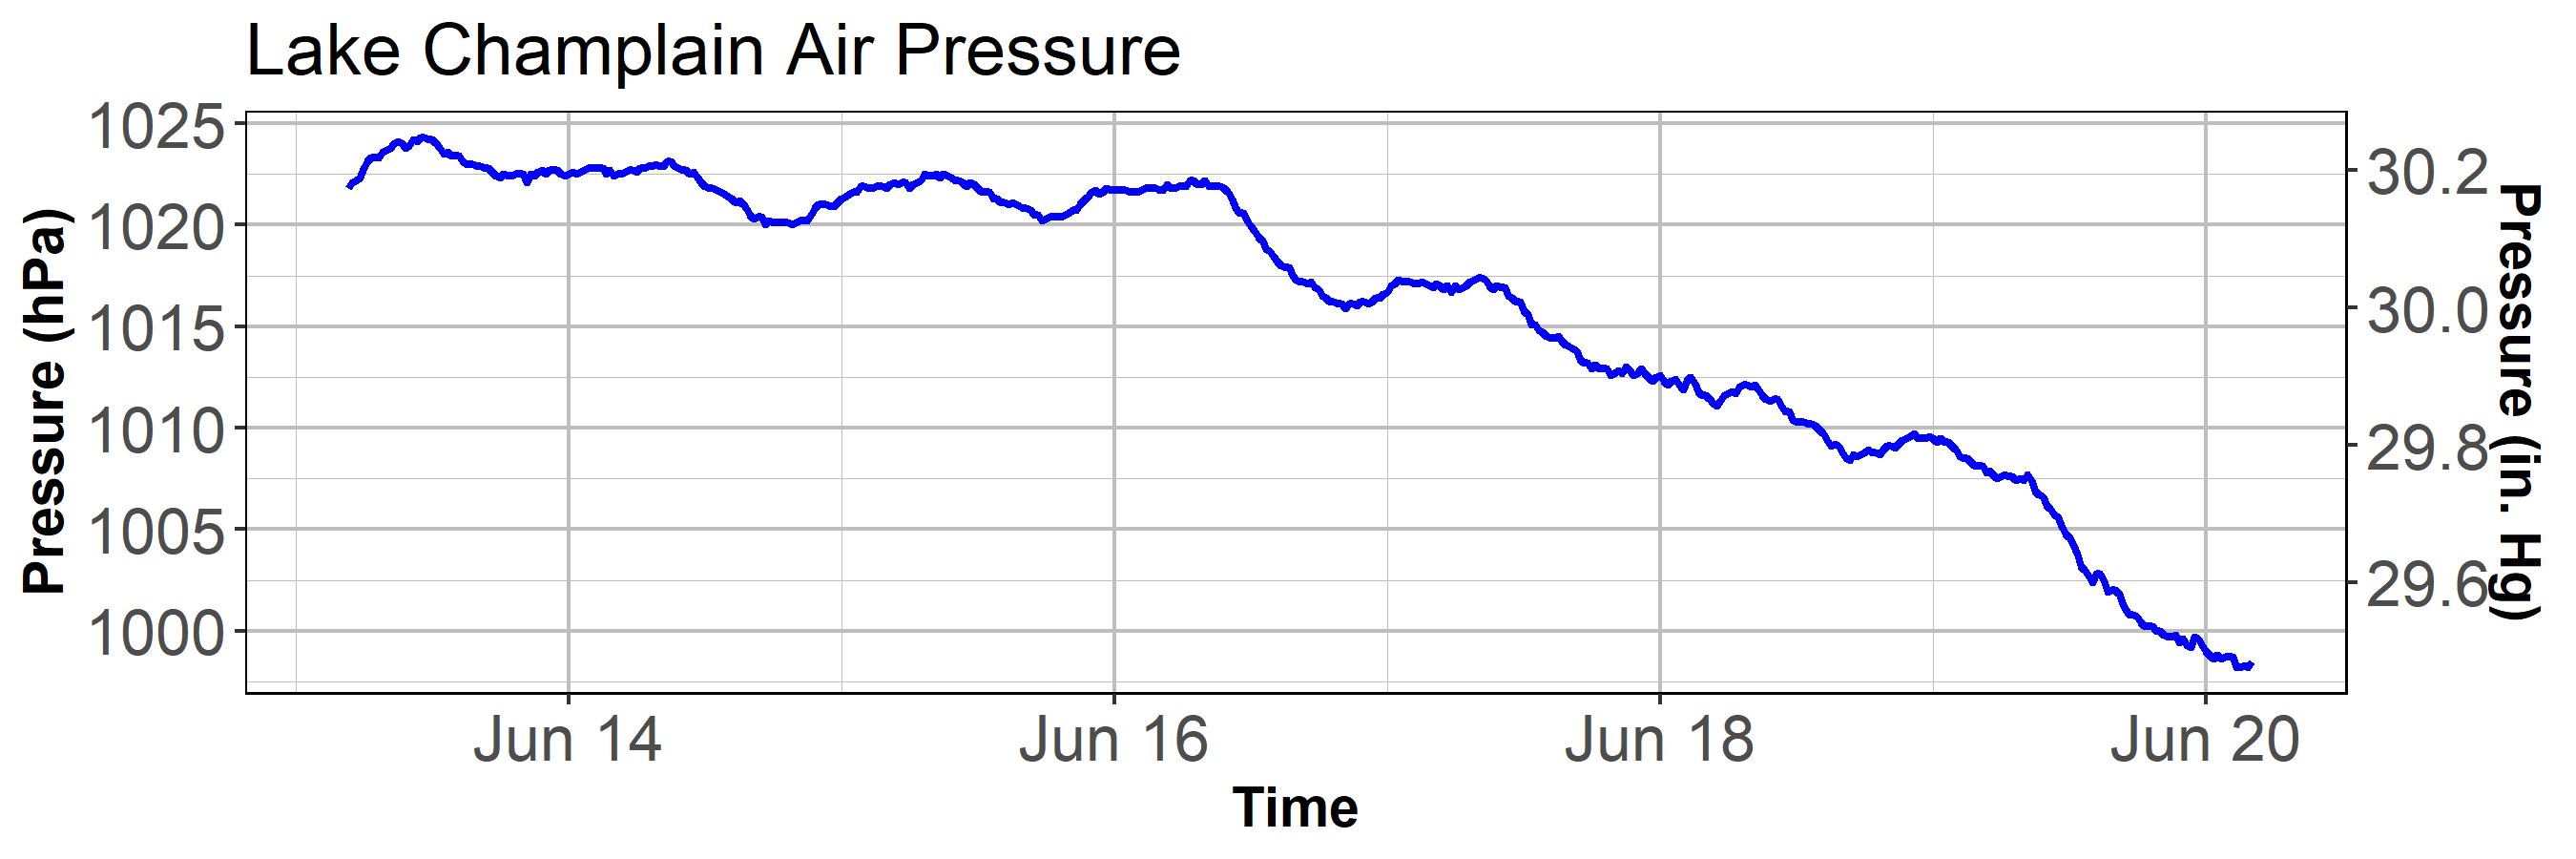 Lake Champlain Air Pressure
1025
1020
1015
1010
1005
1000
Pressure (hPa)
30.2
30.0
29.8
29.6
Pressure (in. Hg)
Jun 14
Jun 16
Jun 18
Jun 20
Time